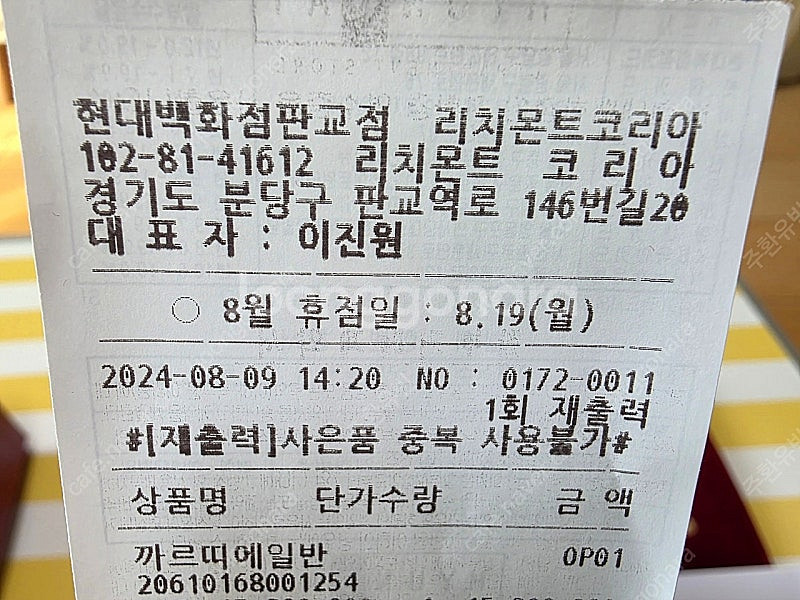 현대백화점판교점 리치몬트코리아
102-81-41612 리치몬트 코 리 아
경기도 분당구 판교역로 146번길20
대 표 자 : 이진원
○ 8월 휴점일 : 8.19(월)
2024-08-09 14:20 NO : 0172-0011
1회 재출력
#[재출력]사은품 중복 사용불가#
상품명 단가수량 금 액
까르띠에일반 0P01
20610168001254